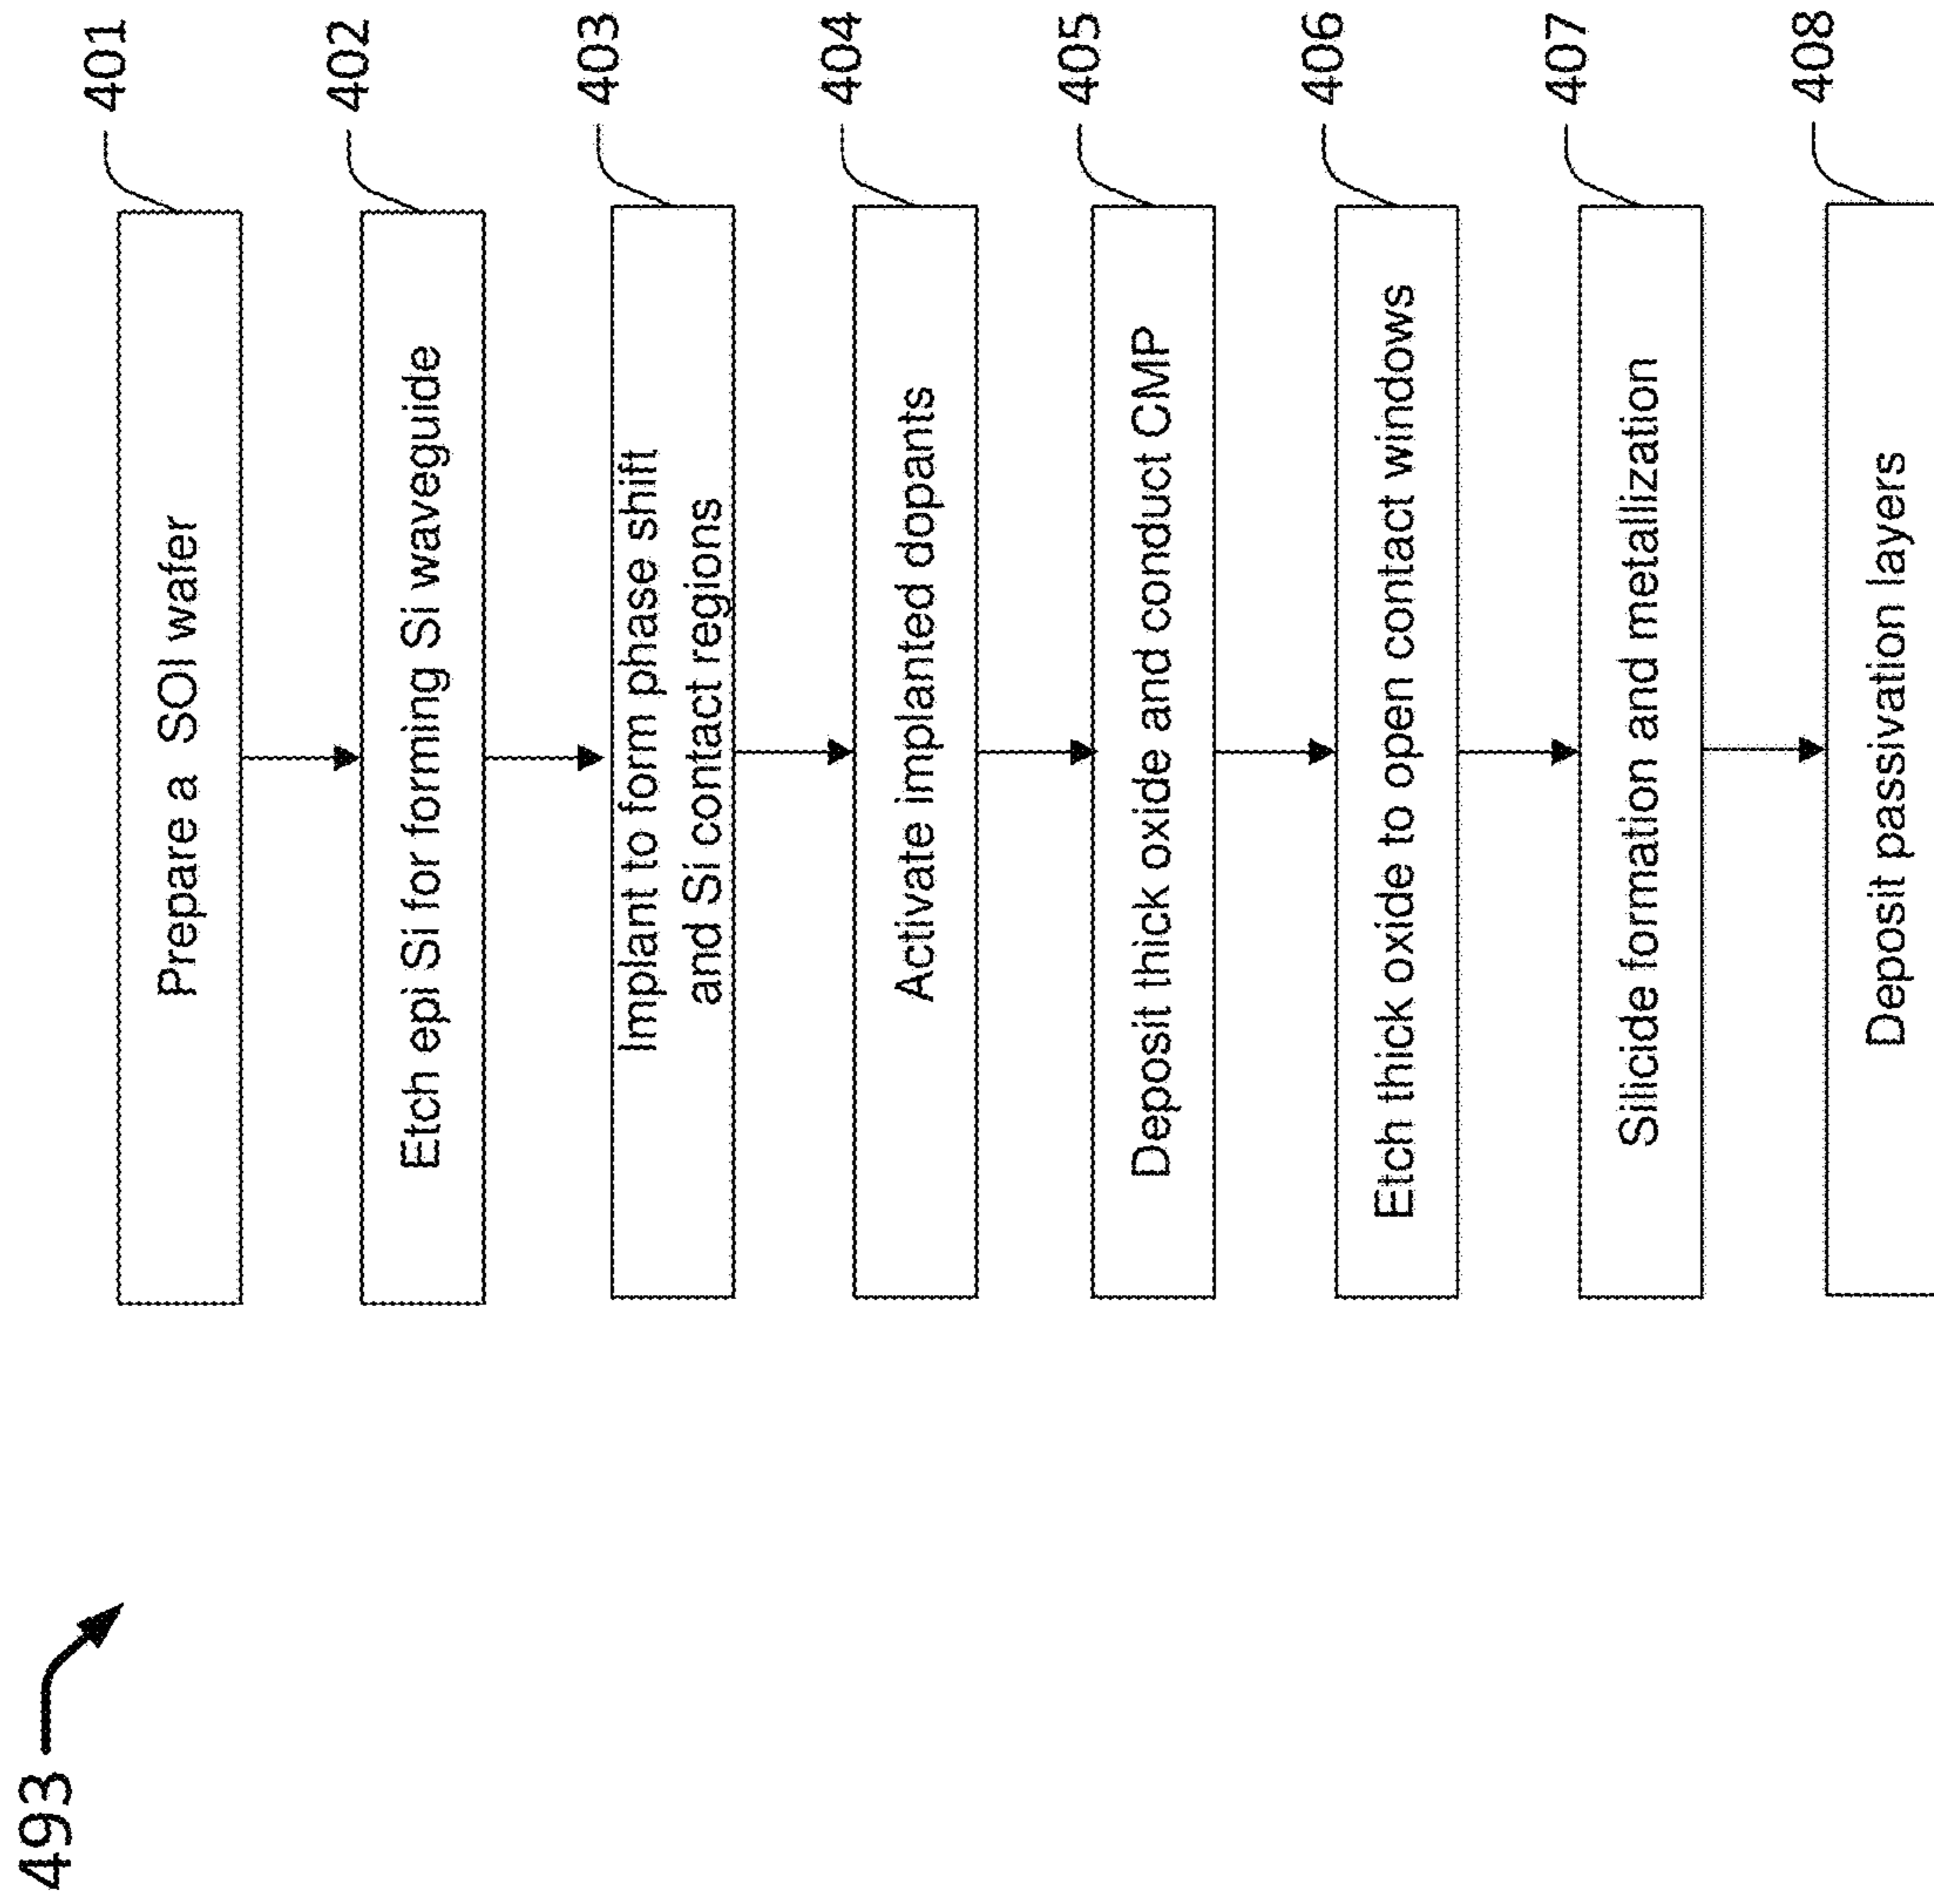 493
401
Prepare a SOI wafer
402
Etch epi Si for forming Si waveguide
403
Implant to form phase shift
and Si contact regions
404
Activate implanted dopants
405
Deposit thick oxide and conduct CMP
406
Etch thick oxide to open contact windows
407
Silicide formation and metallization
408
Deposit passivation layers